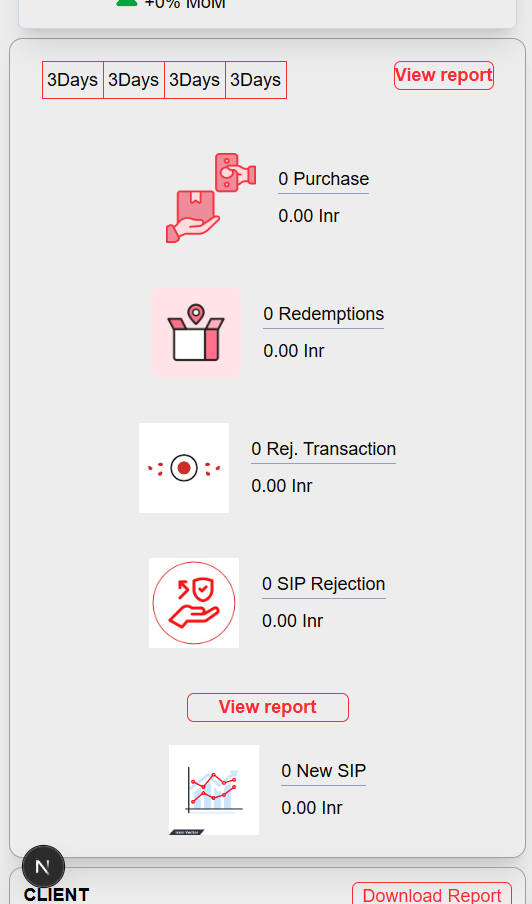 +0% MoM
3Days 3Days 3Days 3Days View report
0 Purchase
0.00 Inr
0 Redemptions
0.00 Inr
0 Rej. Transaction
0.00 Inr
0 SIP Rejection
0.00 Inr
View report
0 New SIP
0.00 Inr
N
CLIENT Download Report